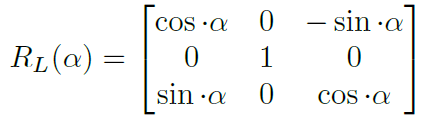 R_L(α) = [ cos ·α 0 − sin ·α
0 1 0
sin ·α 0 cos ·α ]